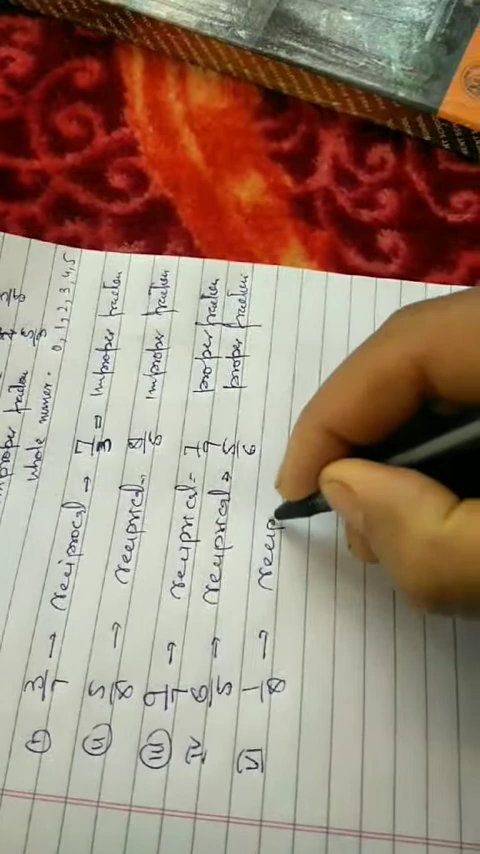 improper fraction
Whole numer. 0, 1, 2, 3, 4, 5
(I) 3/7 → reciprocal → 7/3 = improper fraction
(II) 5/8 → reciprocal = 8/5 improper fraction
(III) 9/7 → reciprocal = 7/9 proper fraction
IV 6/5 → reciprocal → 5/6 proper fraction
VI 1/8 → recip